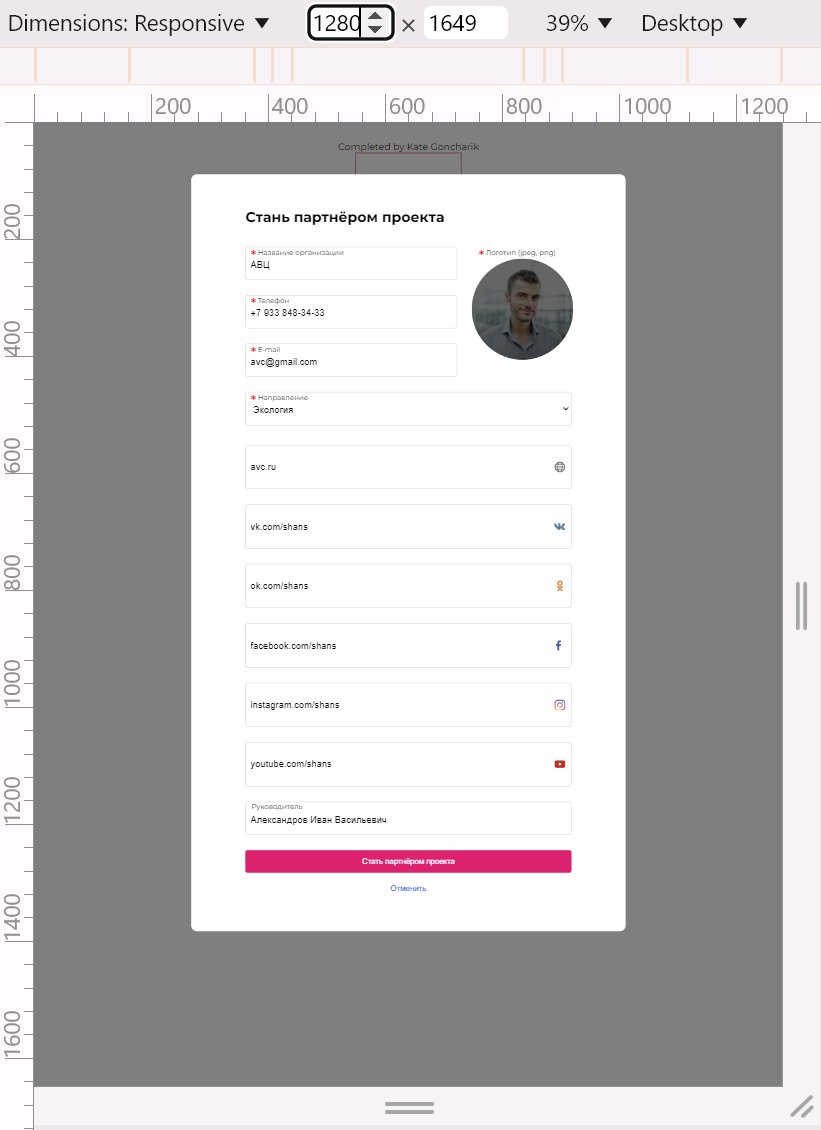 Dimensions: Responsive 1280 × 1649 39% Desktop
200 400 600 800 1000 1200
200
400
600
800
1000
1200
1400
1600
Completed by Kate Goncharik
Стань партнёром проекта
* Название организации
АВЦ
* Логотип (jpeg, png)
* Телефон
+7 933 848-34-33
* E-mail
avc@gmail.com
* Направление
Экология
avc.ru
vk.com/shans
ok.com/shans
facebook.com/shans
instagram.com/shans
youtube.com/shans
Руководитель
Александров Иван Васильевич
Стать партнёром проекта
Отменить